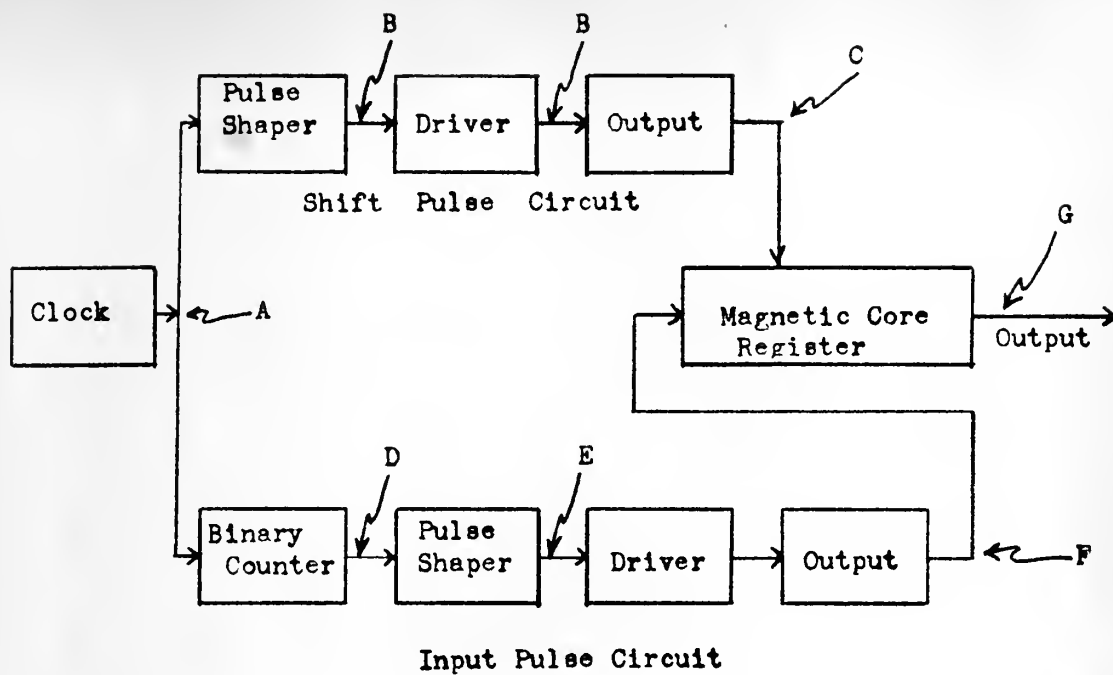 B
B
C
Pulse
Shaper
Driver
Output
Shift Pulse Circuit
G
Clock
A
Magnetic Core
Register
Output
D
E
Binary
Counter
Pulse
Shaper
Driver
Output
F
Input Pulse Circuit